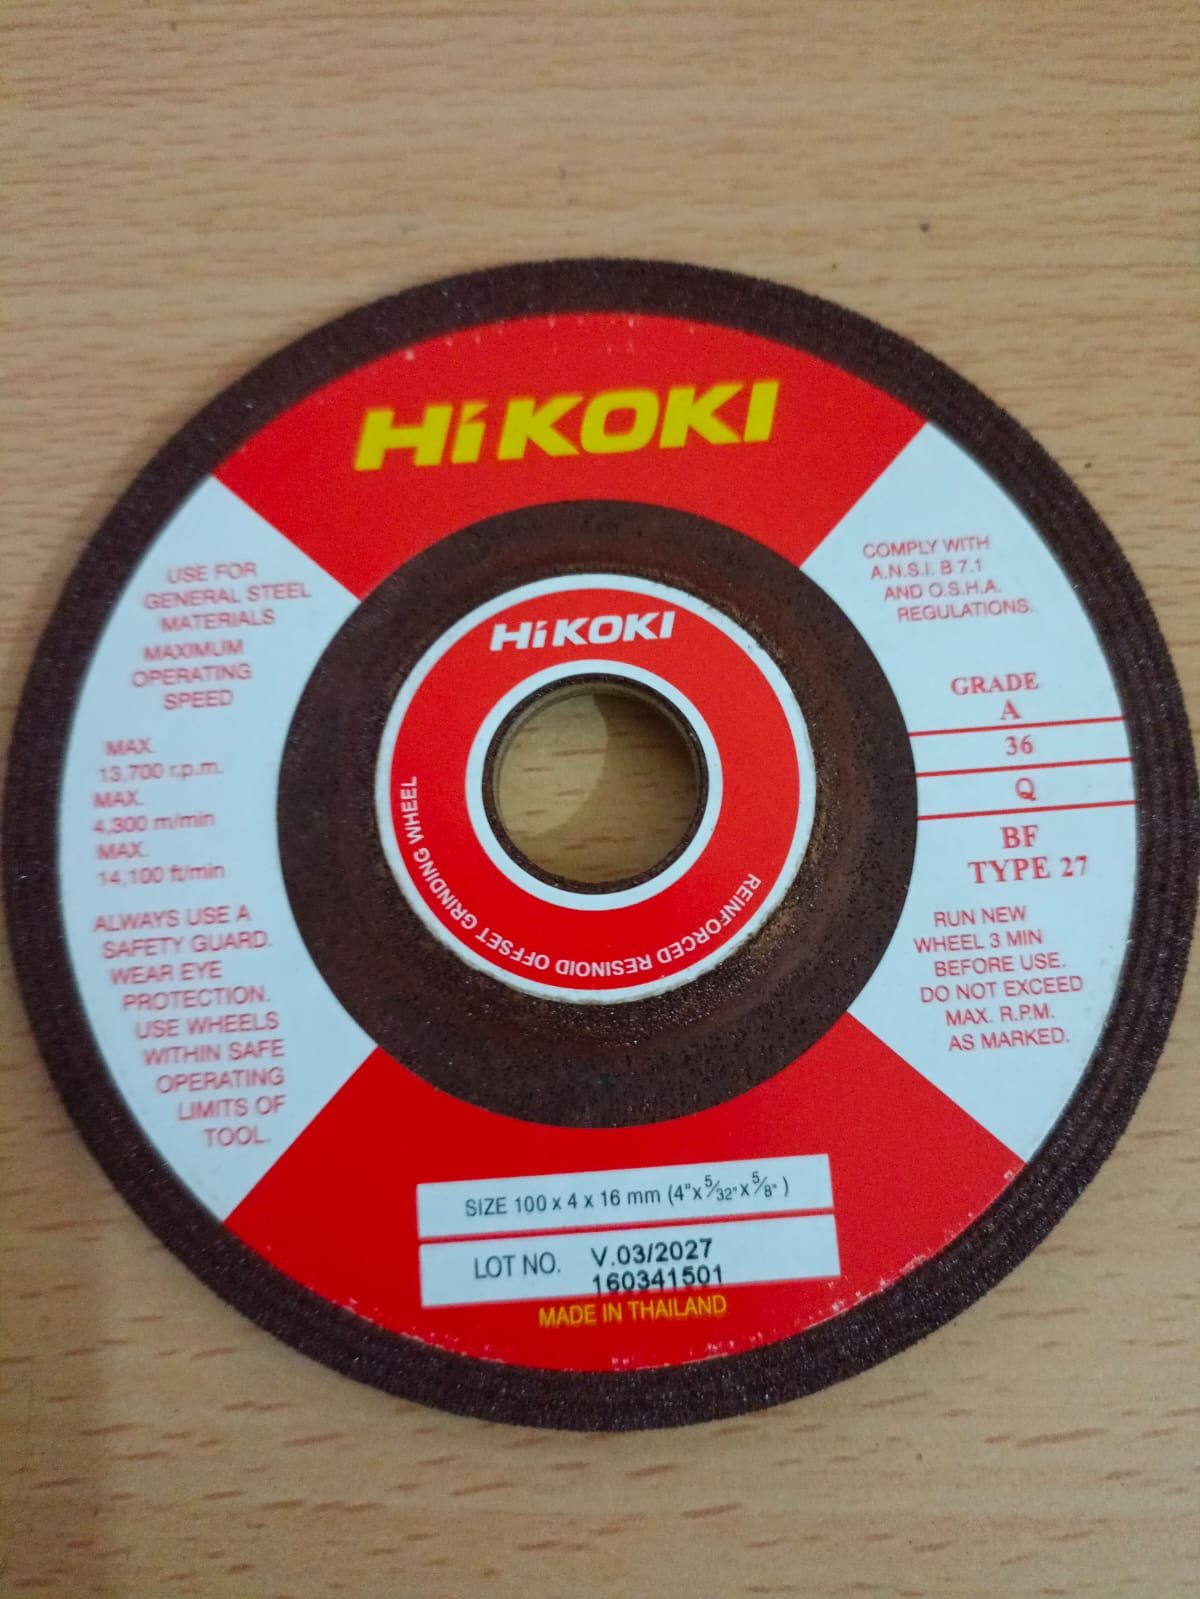 HiKOKI
USE FOR
GENERAL STEEL
MATERIALS
MAXIMUM
OPERATING
SPEED
MAX.
13,700 r.p.m.
MAX.
4,300 m/min
MAX.
14,100 ft/min
ALWAYS USE A
SAFETY GUARD.
WEAR EYE
PROTECTION.
USE WHEELS
WITHIN SAFE
OPERATING
LIMITS OF
TOOL.
HiKOKI
REINFORCED RESINOID OFFSET GRINDING WHEEL
COMPLY WITH
A.N.S.I. B 7.1
AND O.S.H.A.
REGULATIONS.
GRADE
A
36
Q
BF
TYPE 27
RUN NEW
WHEEL 3 MIN
BEFORE USE.
DO NOT EXCEED
MAX. R.P.M.
AS MARKED.
SIZE 100 x 4 x 16 mm (4"x 5/32"x 5/8" )
LOT NO. V.03/2027
160341501
MADE IN THAILAND